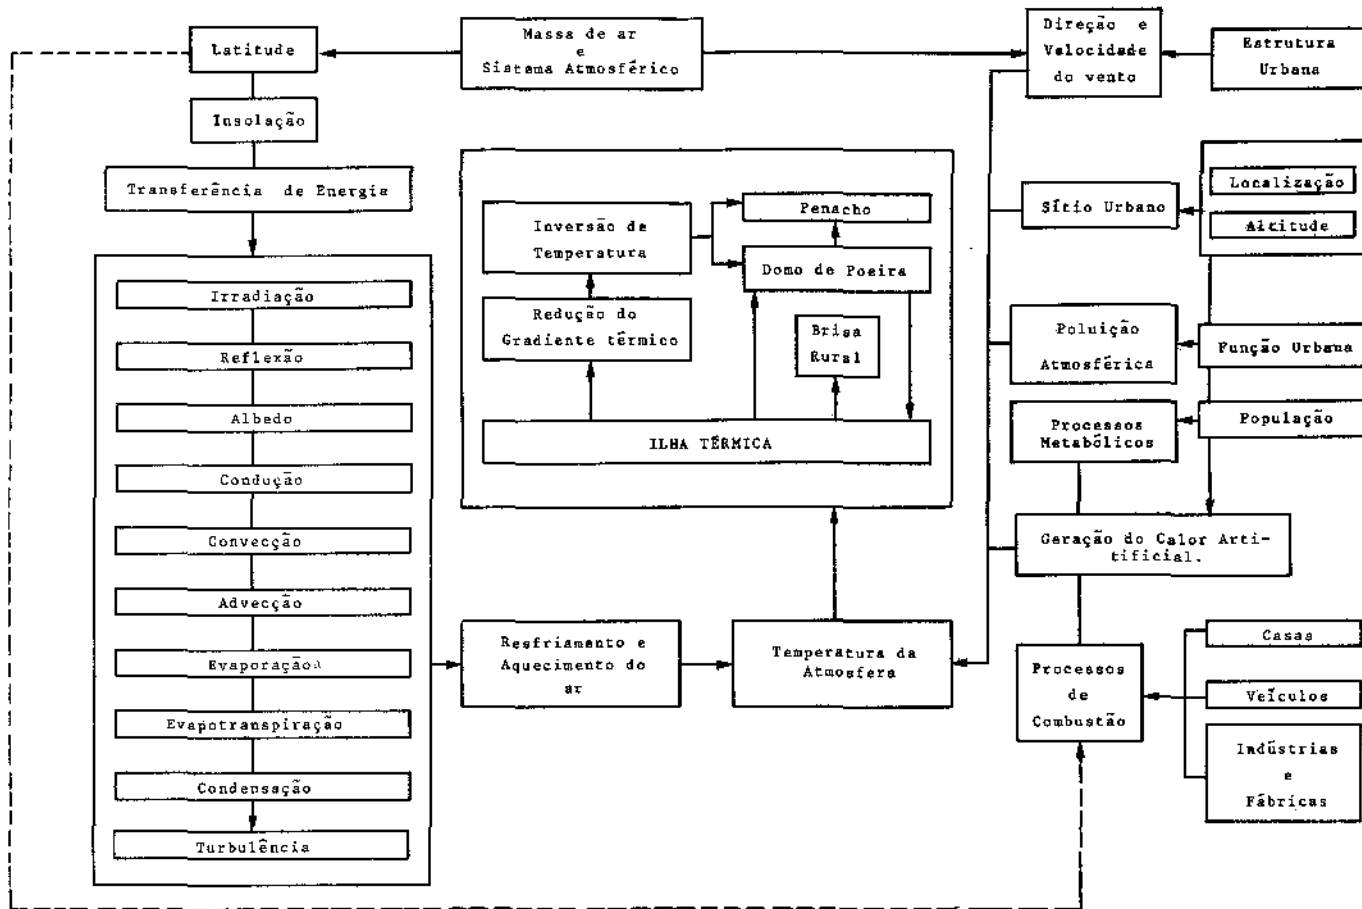 Latitude
Massa de ar
e
Sistema Atmosférico
Direção e
Velocidade
do vento
Estrutura
Urbana
Insolação
Transferência de Energia
Irradiação
Reflexão
Albedo
Condução
Convecção
Advecção
Evaporação
Evapotranspiração
Condensação
Turbulência
Inversão de
Temperatura
Redução do
Gradiente térmico
Penacho
Domo de Poeira
Brisa
Rural
ILHA TÉRMICA
Resfriamento e
Aquecimento do
ar
Temperatura da
Atmosfera
Sítio Urbano
Localização
Altitude
Poluição
Atmosférica
Função Urbana
Processos
Metabólicos
População
Geração do Calor Arti-
tificial.
Processos
de
Combustão
Casas
Veículos
Indústrias
e
Fábricas